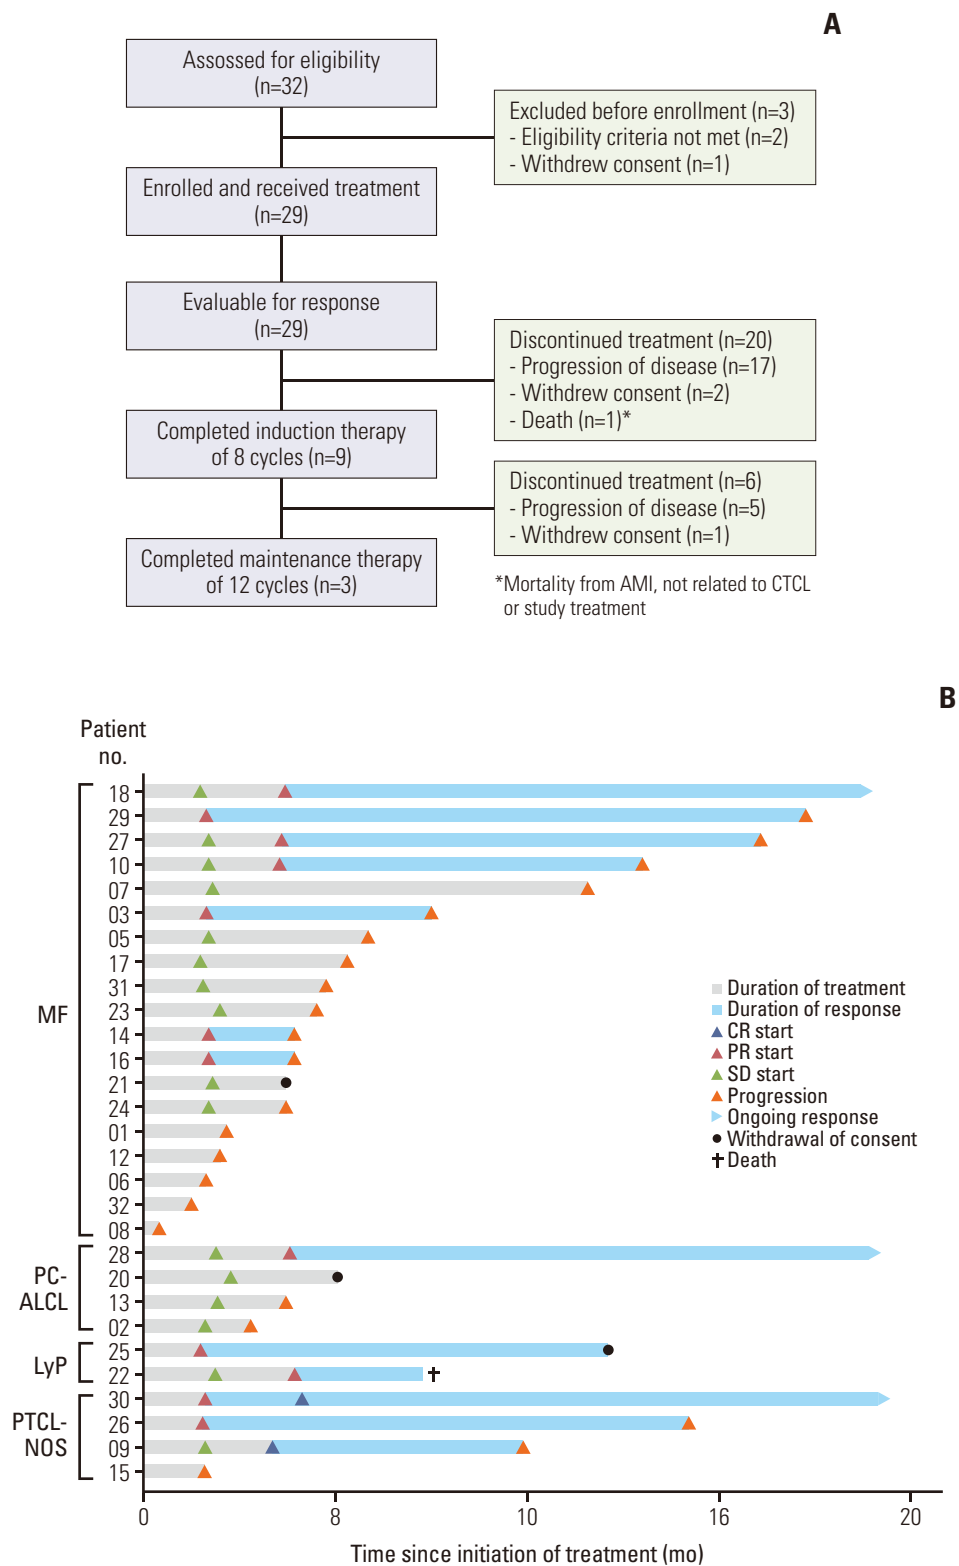 A
Assossed for eligibility
(n=32)
Excluded before enrollment (n=3)
- Eligibility criteria not met (n=2)
- Withdrew consent (n=1)
Enrolled and received treatment
(n=29)
Evaluable for response
(n=29)
Discontinued treatment (n=20)
- Progression of disease (n=17)
- Withdrew consent (n=2)
- Death (n=1)*
Completed induction therapy
of 8 cycles (n=9)
Discontinued treatment (n=6)
- Progression of disease (n=5)
- Withdrew consent (n=1)
Completed maintenance therapy
of 12 cycles (n=3)
*Mortality from AMI, not related to CTCL
or study treatment
B
Patient
no.
MF
18
29
27
10
07
03
05
17
31
23
14
16
21
24
01
12
06
32
08
PC-
ALCL
28
20
13
02
LyP
25
22
PTCL-
NOS
30
26
09
15
Duration of treatment
Duration of response
CR start
PR start
SD start
Progression
Ongoing response
Withdrawal of consent
Death
0
8
10
16
20
Time since initiation of treatment (mo)